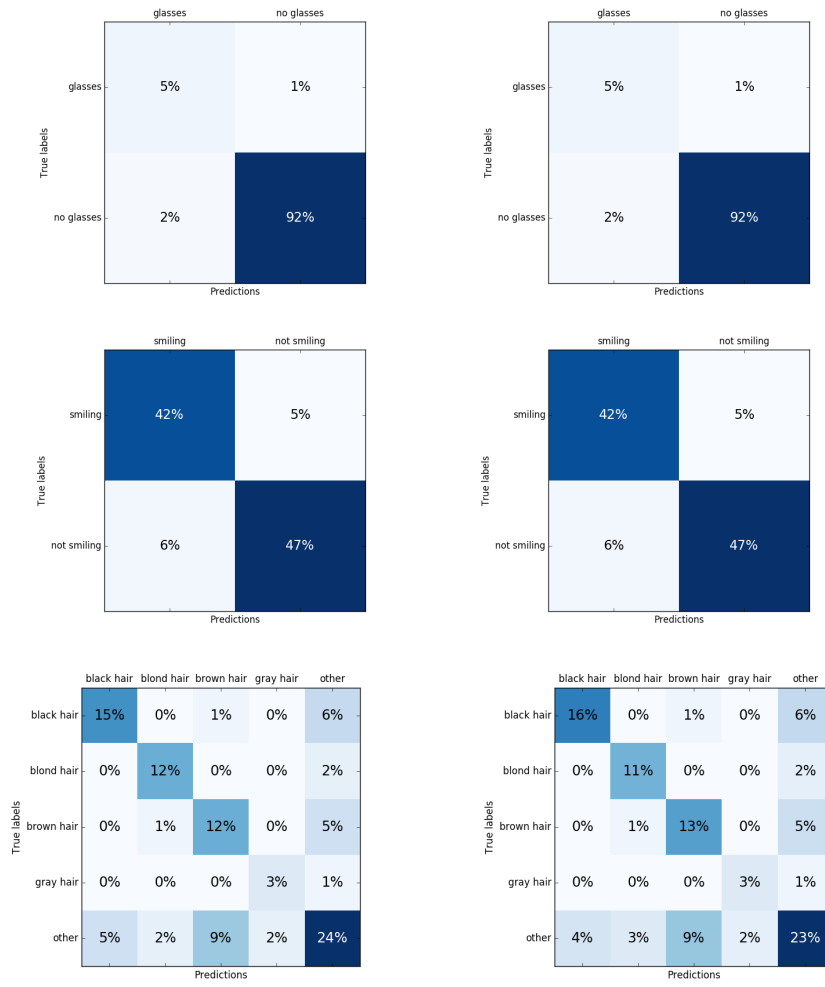 glasses no glasses glasses no glasses
glasses 5% 1% glasses 5% 1%
True labels True labels
no glasses 2% 92% no glasses 2% 92%
Predictions Predictions
smiling not smiling smiling not smiling
smiling 42% 5% smiling 42% 5%
True labels True labels
not smiling 6% 47% not smiling 6% 47%
Predictions Predictions
black hair blond hair brown hair gray hair other black hair blond hair brown hair gray hair other
black hair 15% 0% 1% 0% 6% black hair 16% 0% 1% 0% 6%
blond hair 0% 12% 0% 0% 2% blond hair 0% 11% 0% 0% 2%
True labels True labels
brown hair 0% 1% 12% 0% 5% brown hair 0% 1% 13% 0% 5%
gray hair 0% 0% 0% 3% 1% gray hair 0% 0% 0% 3% 1%
other 5% 2% 9% 2% 24% other 4% 3% 9% 2% 23%
Predictions Predictions